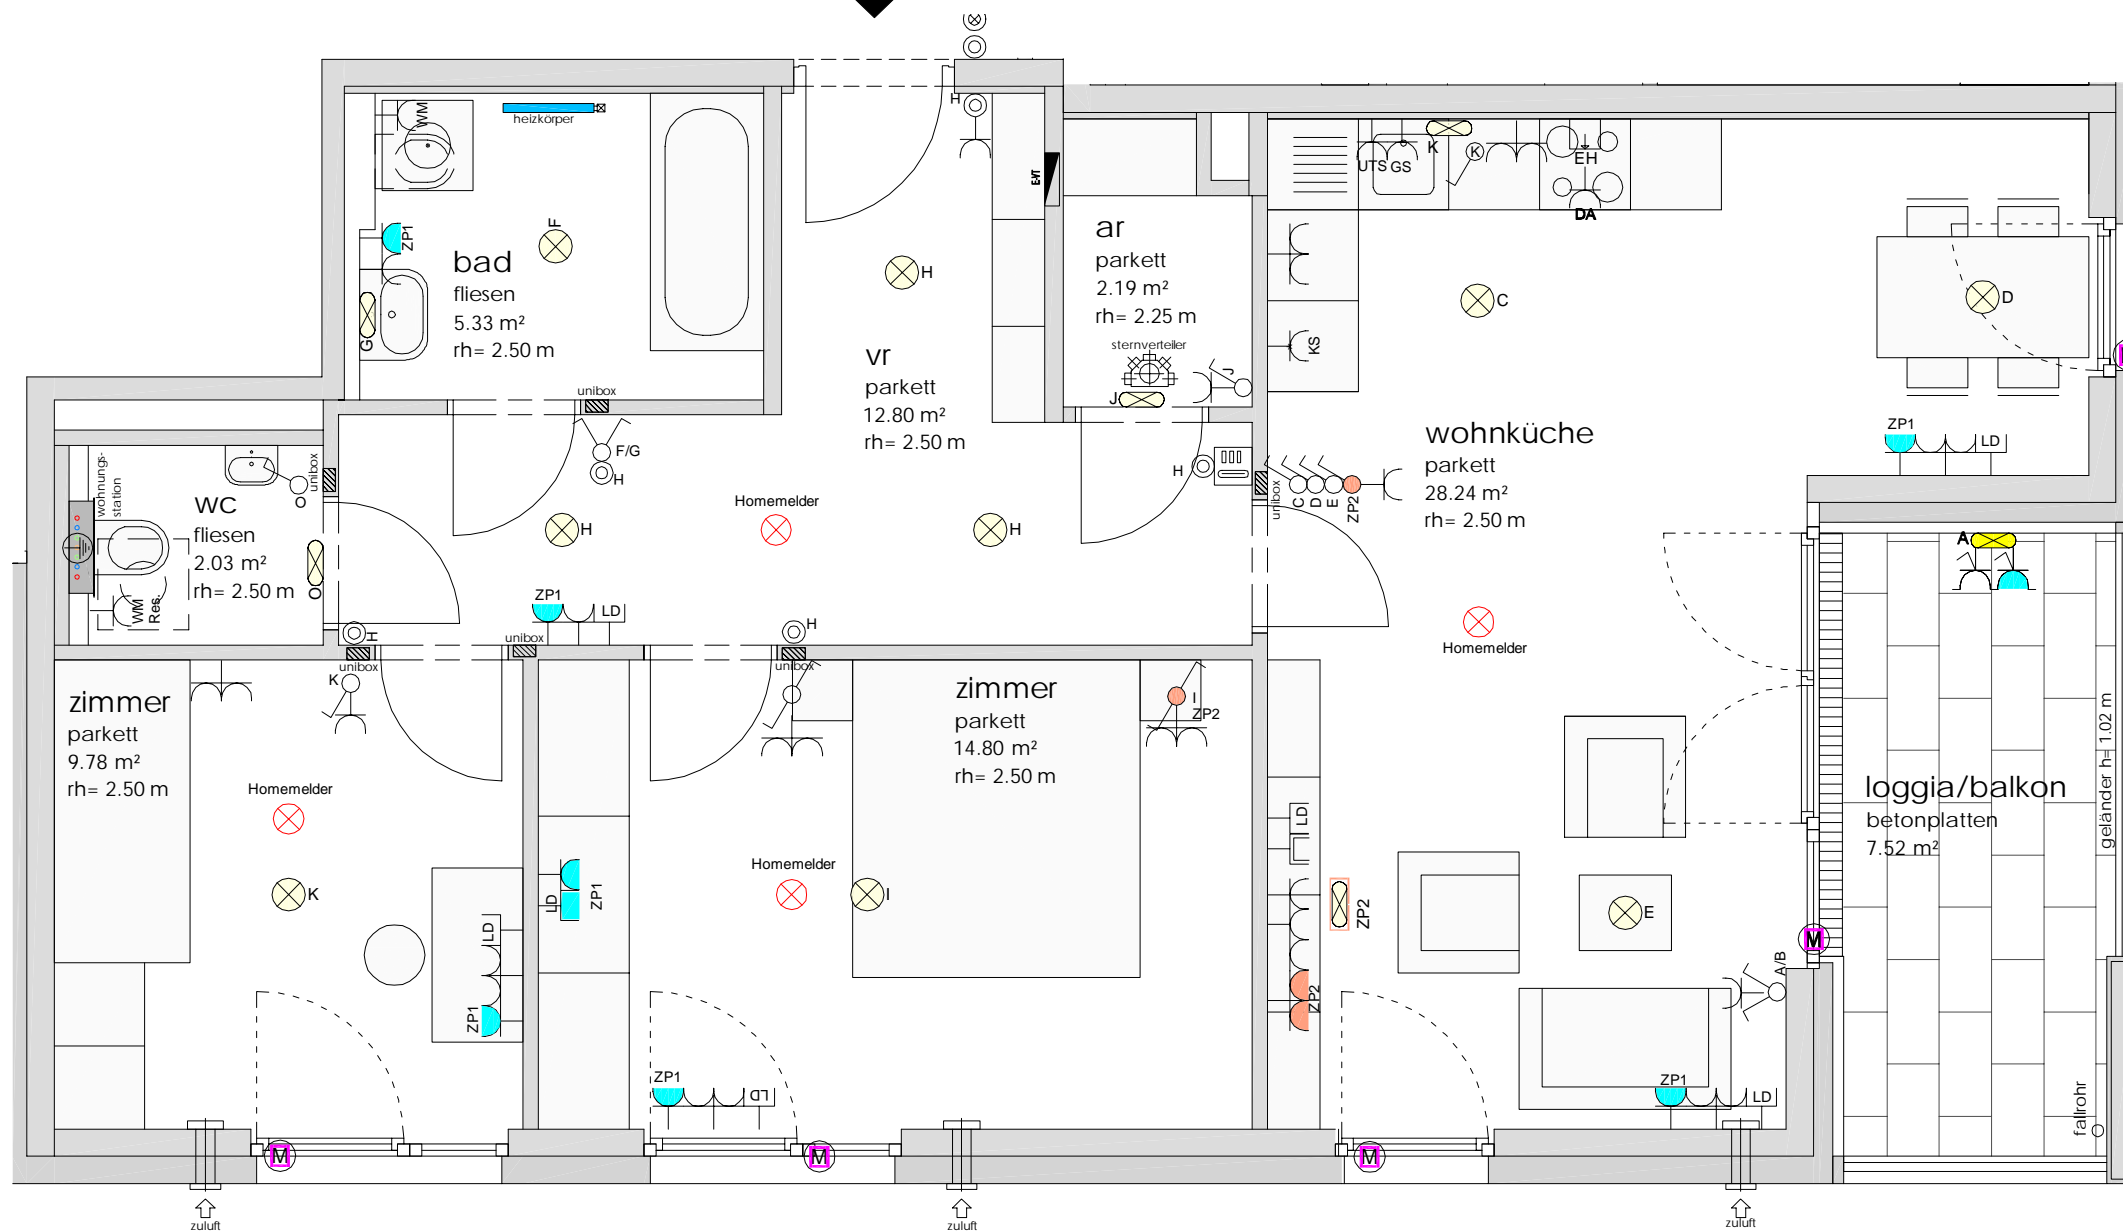 H
WM
heizkörper
E-VT
UTS
GS
K
K
EH
DA
F
ZP1
bad
fliesen
5.33 m²
rh= 2.50 m
G
H
ar
parkett
2.19 m²
rh= 2.25 m
sternverteiler
J
J
C
D
KS
vr
parkett
12.80 m²
rh= 2.50 m
unibox
F/G
H
wohnküche
parkett
28.24 m²
rh= 2.50 m
ZP1
LD
H
unibox
C
D
E
ZP2
wohnungs-
station
unibox
O
wc
fliesen
2.03 m²
rh= 2.50 m
O
WM
Res.
Homemelder
H
H
A
ZP1
LD
H
unibox
unibox
H
unibox
Homemelder
K
zimmer
parkett
9.78 m²
rh= 2.50 m
zimmer
parkett
14.80 m²
rh= 2.50 m
I
ZP2
geländer h= 1.02 m
loggia/balkon
betonplatten
7.52 m²
Homemelder
K
LD
ZP1
LD
ZP1
Homemelder
I
LD
ZP2
ZP2
E
M
A/B
ZP1
LD
ZP1
LD
fallrohr
M
M
M
zuluft
zuluft
zuluft